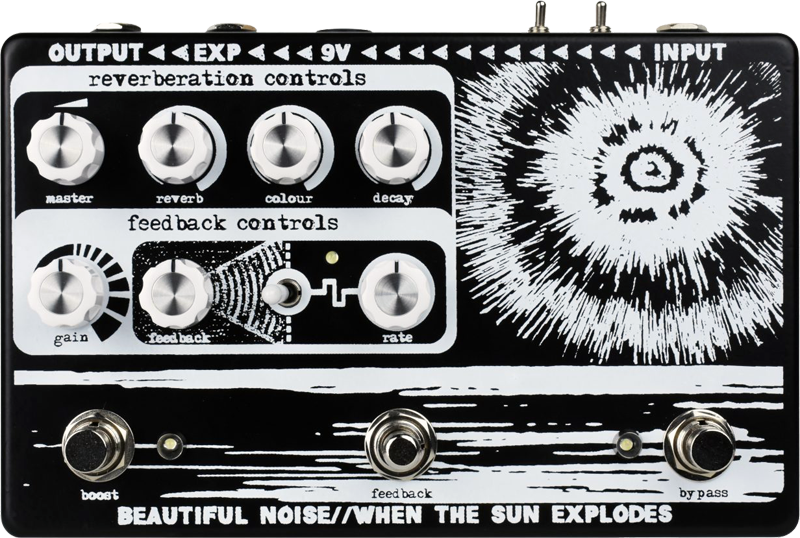 OUTPUT EXP 9V INPUT
reverberation controls
master reverb colour decay
feedback controls
gain feedback rate
boost feedback bypass
BEAUTIFUL NOISE//WHEN THE SUN EXPLODES